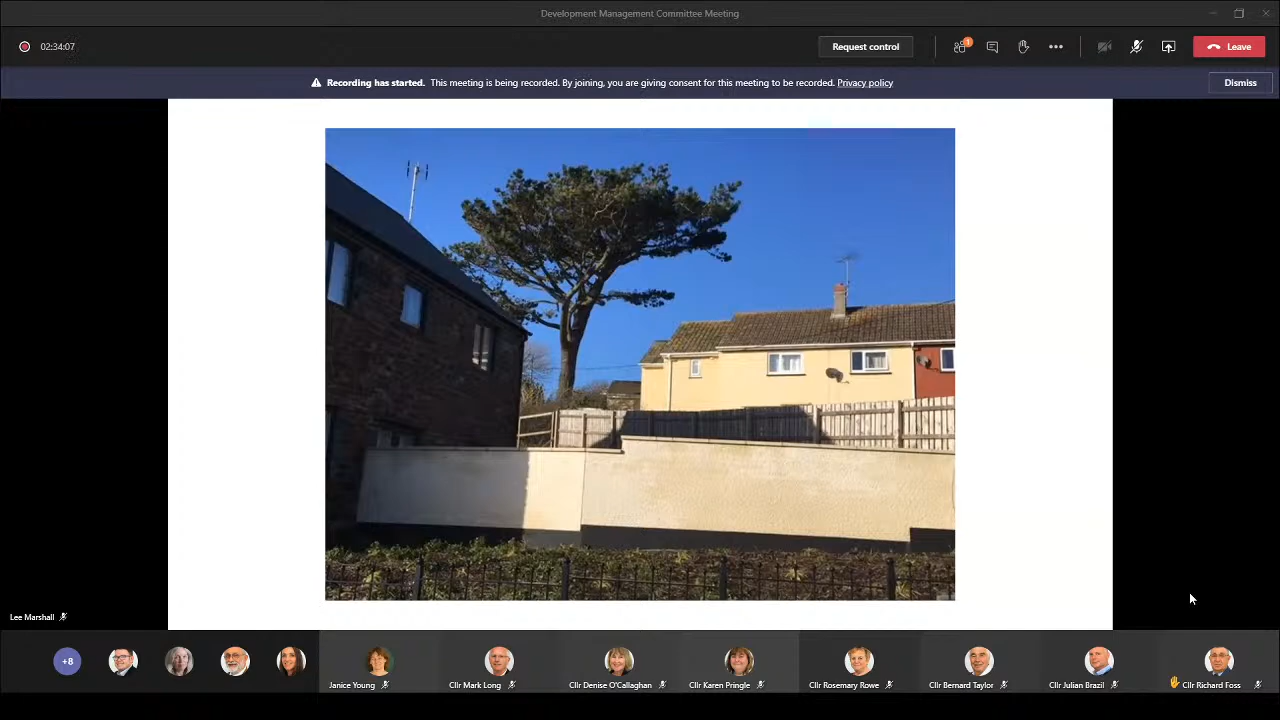 Development Management Committee Meeting
02:34:07
Request control
1
Leave
Recording has started. This meeting is being recorded. By joining, you are giving consent for this meeting to be recorded. Privacy policy
Dismiss
Lee Marshall
+8
Janice Young
Cllr Mark Long
Cllr Denise O'Callaghan
Cllr Karen Pringle
Cllr Rosemary Rowe
Cllr Bernard Taylor
Cllr Julian Brazil
Cllr Richard Foss